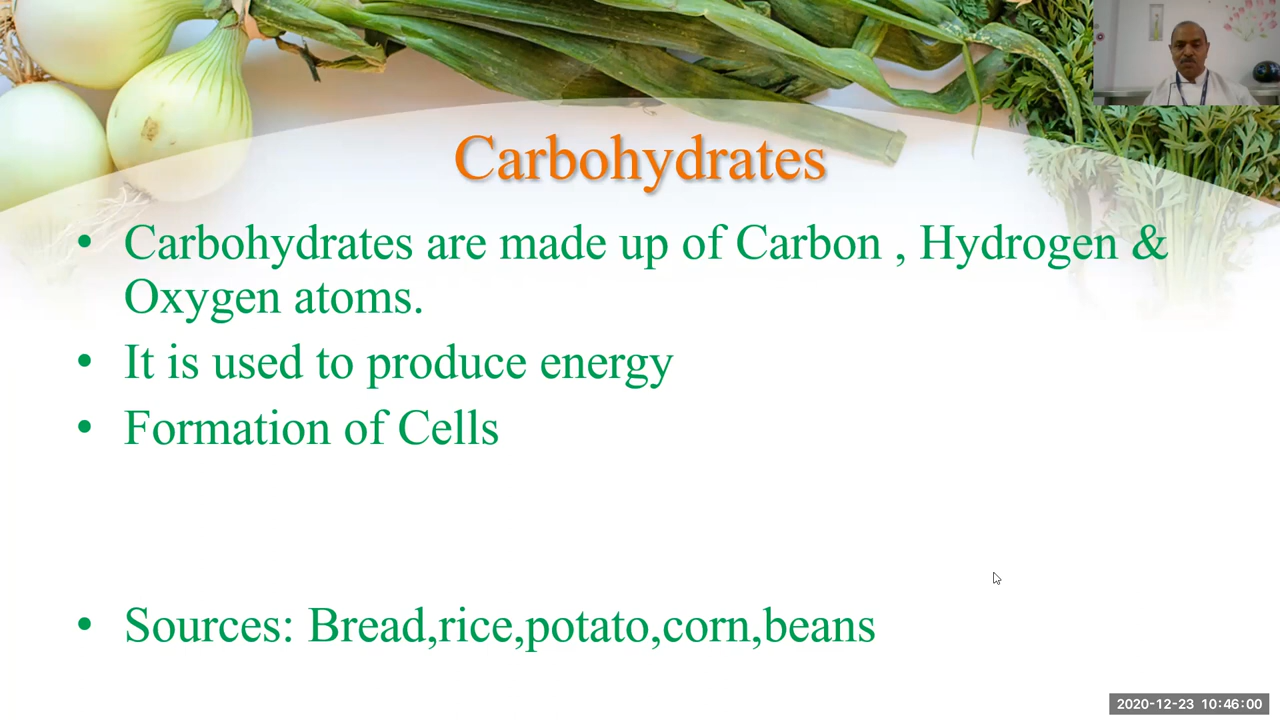 Carbohydrates
• Carbohydrates are made up of Carbon , Hydrogen &
Oxygen atoms.
• It is used to produce energy
• Formation of Cells
• Sources: Bread,rice,potato,corn,beans
2020-12-23 10:46:00